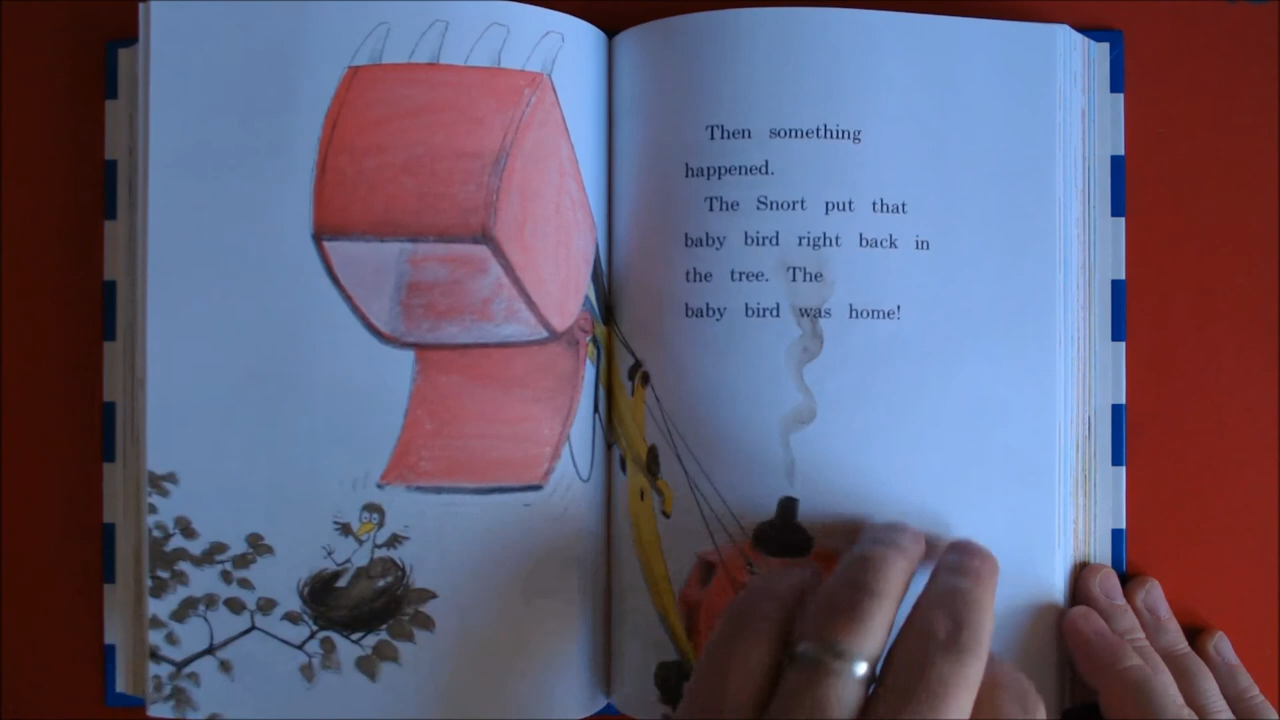 Then something
happened.
The Snort put that
baby bird right back in
the tree. The
baby bird was home!